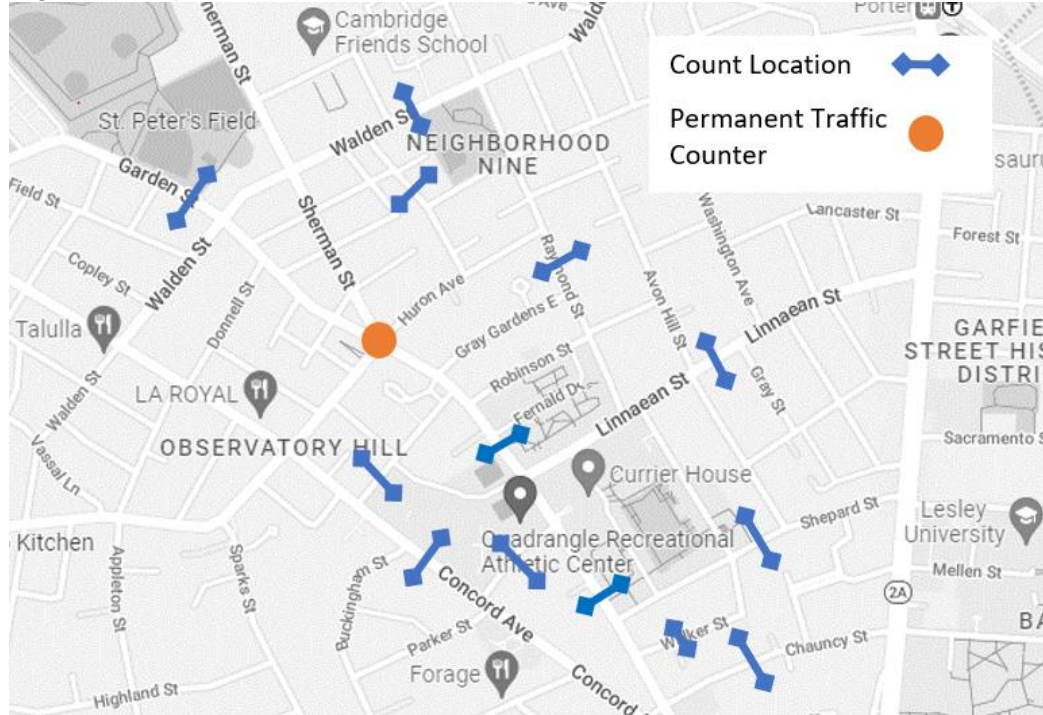 Cambridge
Friends School
Sherman St
Walden St
Porter
Count Location
Permanent Traffic
Counter
St. Peter's Field
Walden St
NEIGHBORHOOD
NINE
Garden St
Field St
Sherman St
Raymond St
Washington Ave
Lancaster St
Forest St
Copley St
Walden St
Donnell St
Huron Ave
Gray Gardens E
Avon Hill St
Linnaean St
Talulla
GARFIE
STREET HIS
DISTRI
LA ROYAL
Robinson St
Fernald Dr
Linnaean St
Gray St
Walden St
Vassal Ln
OBSERVATORY HILL
Sacramento S
Currier House
Shepard St
Lesley
University
Kitchen
Quadrangle Recreational
Athletic Center
Appleton St
Sparks St
Buckingham St
Concord Ave
Mellen St
2A
Parker St
Walker St
Chauncy St
BA
Forage
Highland St
Concord Ave